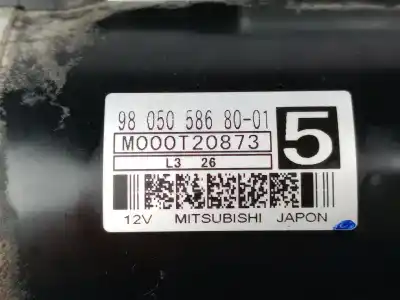 98 050 586 80-01
M000T20873
5
L3 26
12V MITSUBISHI JAPON